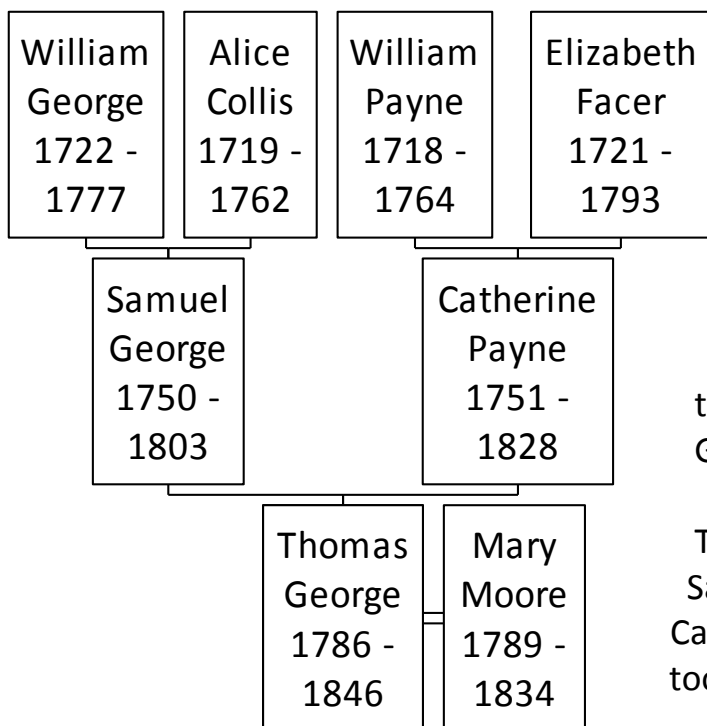 William
George
1722 -
1777
Alice
Collis
1719 -
1762
William
Payne
1718 -
1764
Elizabeth
Facer
1721 -
1793
Samuel
George
1750 -
1803
Catherine
Payne
1751 -
1828
Thomas
George
1786 -
1846
Mary
Moore
1789 -
1834